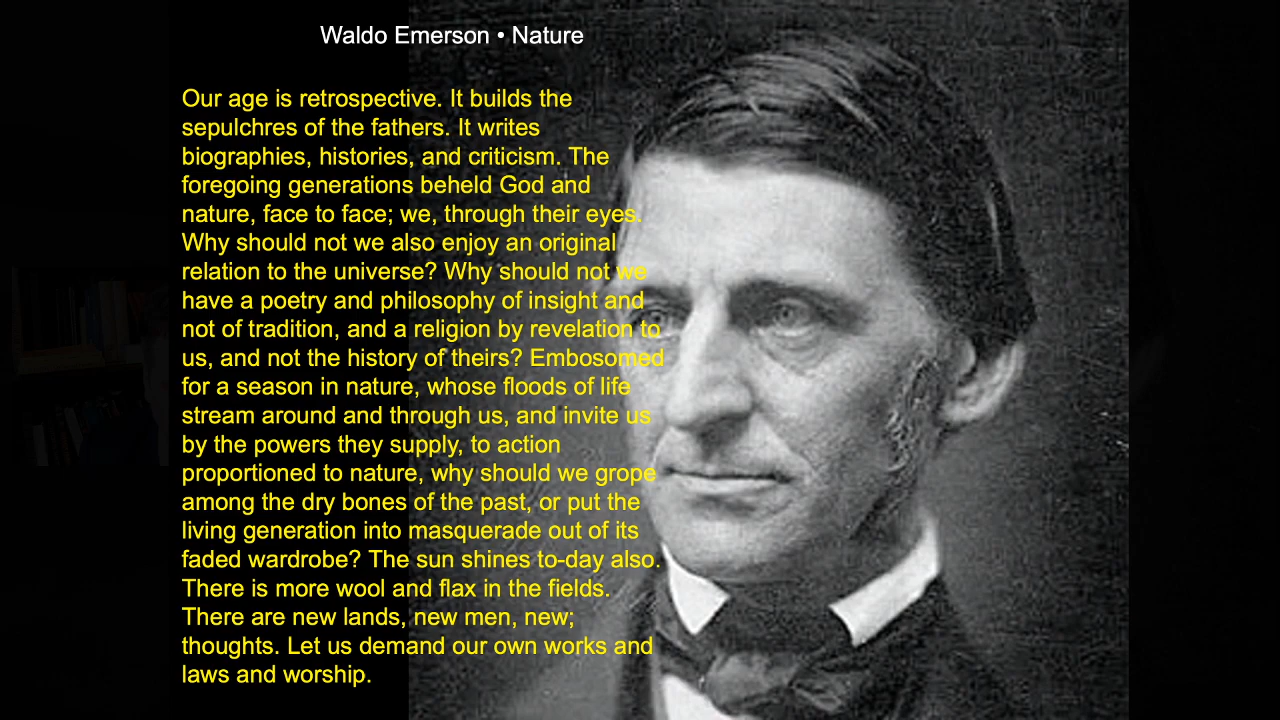 Waldo Emerson • Nature
Our age is retrospective. It builds the
sepulchres of the fathers. It writes
biographies, histories, and criticism. The
foregoing generations beheld God and
nature, face to face; we, through their eyes.
Why should not we also enjoy an original
relation to the universe? Why should not we
have a poetry and philosophy of insight and
not of tradition, and a religion by revelation to
us, and not the history of theirs? Embosomed
for a season in nature, whose floods of life
stream around and through us, and invite us
by the powers they supply, to action
proportioned to nature, why should we grope
among the dry bones of the past, or put the
living generation into masquerade out of its
faded wardrobe? The sun shines to-day also.
There is more wool and flax in the fields.
There are new lands, new men, new;
thoughts. Let us demand our own works and
laws and worship.